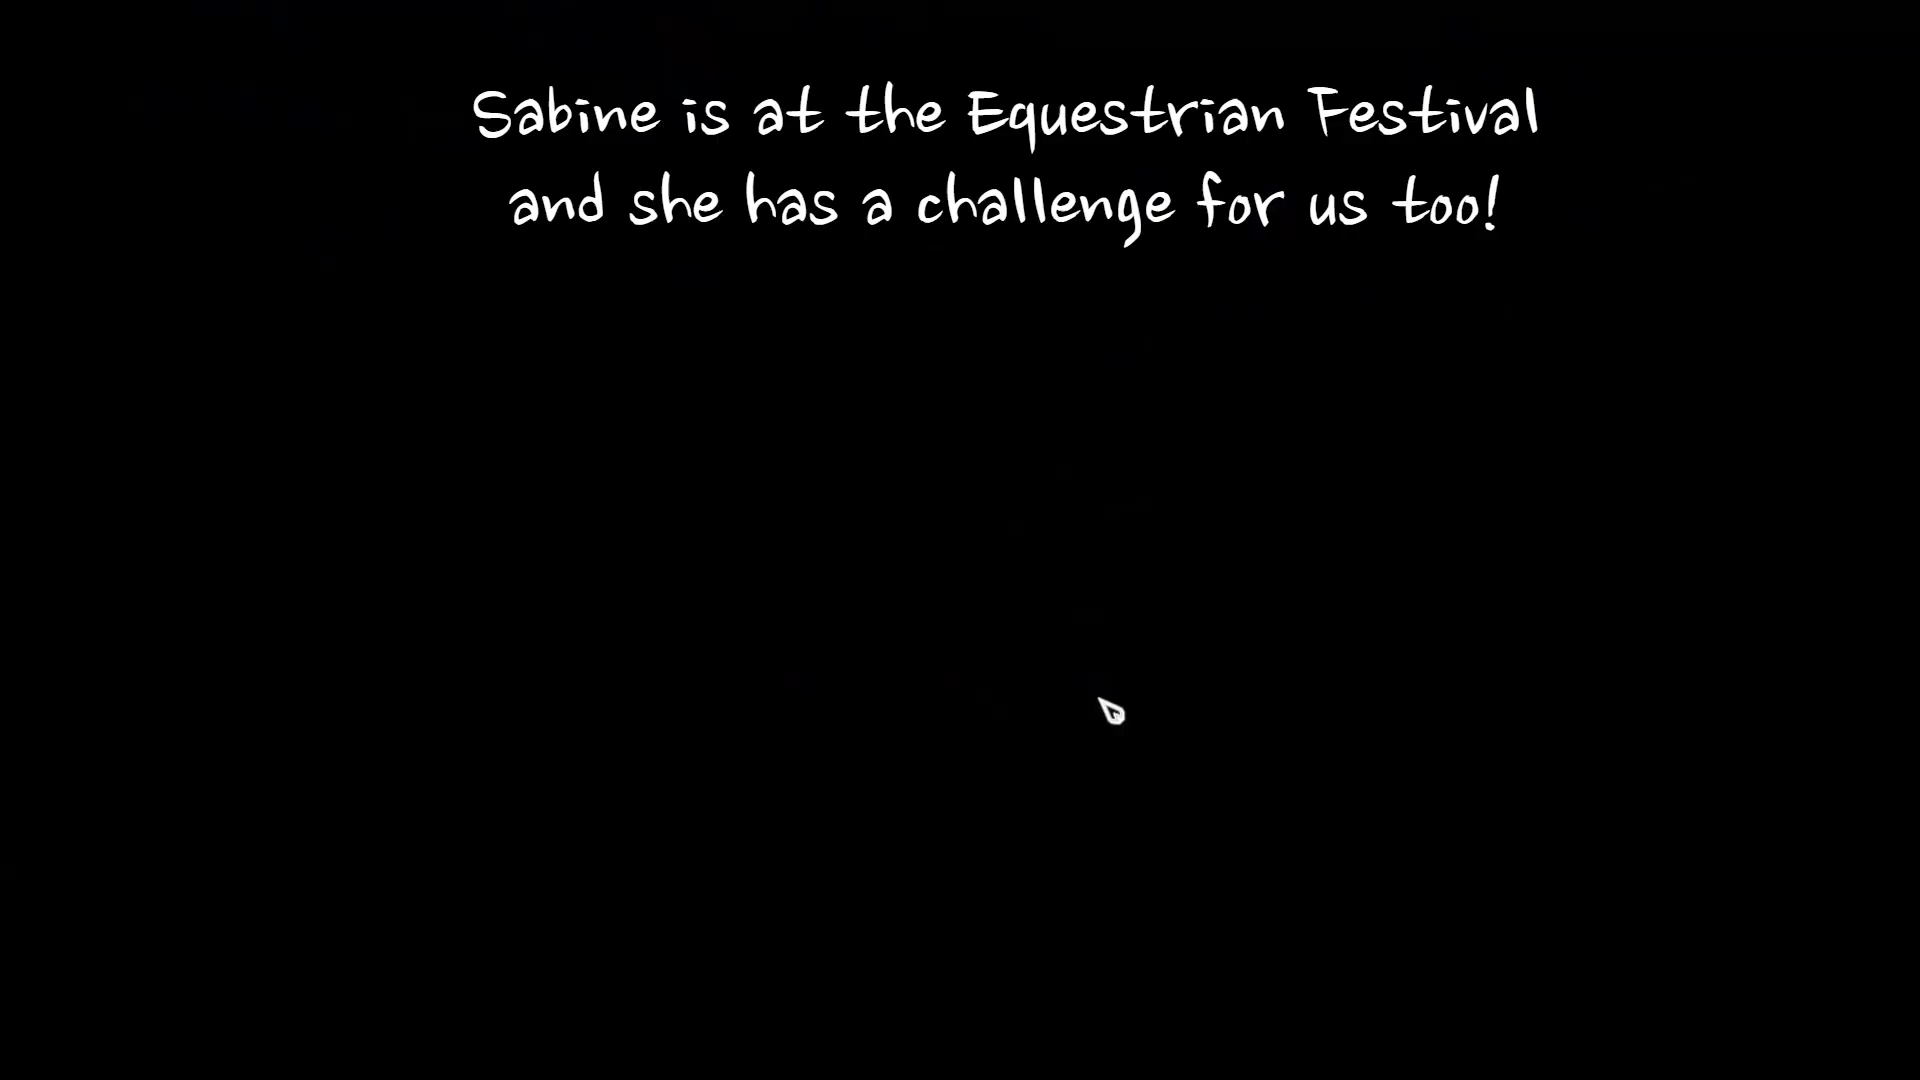 Sabine is at the Equestrian Festival
and she has a challenge for us too!